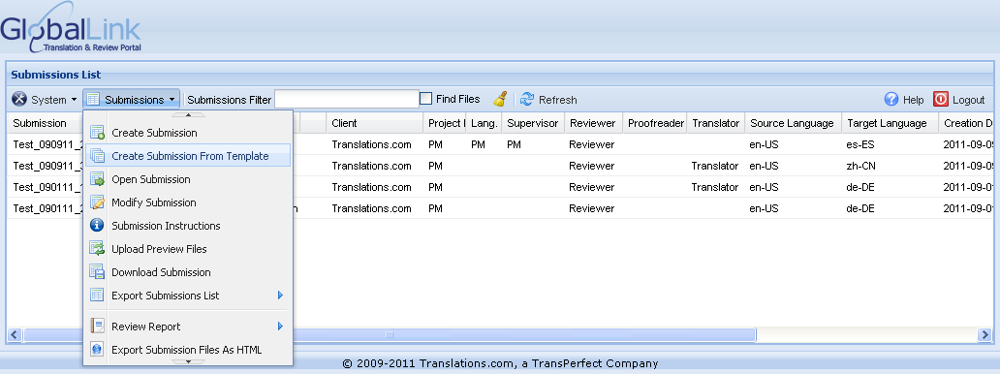 GLOBALLINK
Translation & Review Portal
Submissions List
System Submissions Submissions Filter Find Files Refresh Help Logout
Submission Client Project Lang. Supervisor Reviewer Proofreader Translator Source Language Target Language Creation D
Test_090911_2 Translations.com PM PM PM Reviewer en-US es-ES 2011-09-0
Test_090911_3 Translations.com PM Reviewer Translator en-US zh-CN 2011-09-0
Test_090111_2 Translations.com PM Reviewer Translator en-US de-DE 2011-09-0
Test_090111_2 n Translations.com PM Reviewer en-US de-DE 2011-09-0
Create Submission
Create Submission From Template
Open Submission
Modify Submission
Submission Instructions
Upload Preview Files
Download Submission
Export Submissions List
Review Report
Export Submission Files As HTML
© 2009-2011 Translations.com, a TransPerfect Company